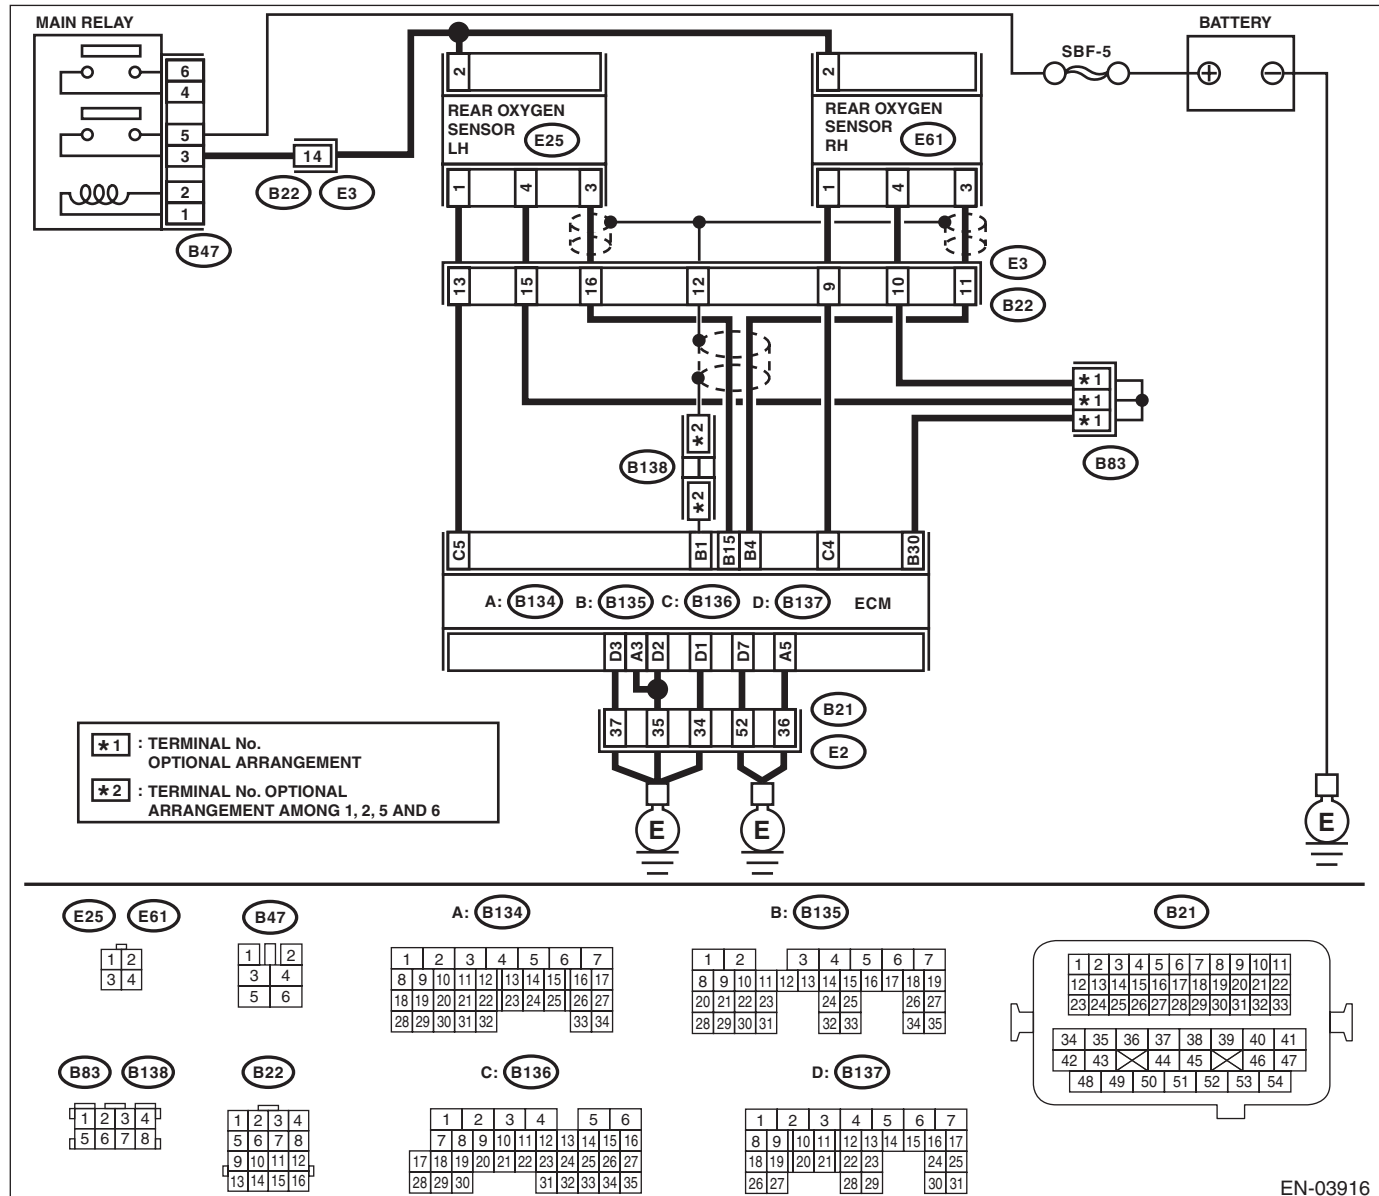 MAIN RELAY
BATTERY
SBF-5
6
4
5
3
2
1
B47
14
B22 E3
2
REAR OXYGEN
SENSOR
LH
E25
1 4 3
2
REAR OXYGEN
SENSOR
RH
E61
1 4 3
E3
13 15 16 12 9 10 11
B22
*1
*1
*1
B83
*2
B138
*2
C5 B1 B15 B4 C4 B30
A: B134 B: B135 C: B136 D: B137 ECM
D3 A3 D2 D1 D7 A5
B21
37 35 34 52 36
E2
E E E
*1 : TERMINAL No.
OPTIONAL ARRANGEMENT
*2 : TERMINAL No. OPTIONAL
ARRANGEMENT AMONG 1, 2, 5 AND 6
E25 E61
1 2
3 4
B47
1 2
3 4
5 6
A: B134
1 2 3 4 5 6 7
8 9 10 11 12 13 14 15 16 17
18 19 20 21 22 23 24 25 26 27
28 29 30 31 32 33 34
B: B135
1 2 3 4 5 6 7
8 9 10 11 12 13 14 15 16 17 18 19
20 21 22 23 24 25 26 27
28 29 30 31 32 33 34 35
B21
1 2 3 4 5 6 7 8 9 10 11
12 13 14 15 16 17 18 19 20 21 22
23 24 25 26 27 28 29 30 31 32 33
34 35 36 37 38 39 40 41
42 43 44 45 46 47
48 49 50 51 52 53 54
B83 B138
1 2 3 4
5 6 7 8
B22
1 2 3 4
5 6 7 8
9 10 11 12
13 14 15 16
C: B136
1 2 3 4 5 6
7 8 9 10 11 12 13 14 15 16
17 18 19 20 21 22 23 24 25 26 27
28 29 30 31 32 33 34 35
D: B137
1 2 3 4 5 6 7
8 9 10 11 12 13 14 15 16 17
18 19 20 21 22 23 24 25
26 27 28 29 30 31
EN-03916